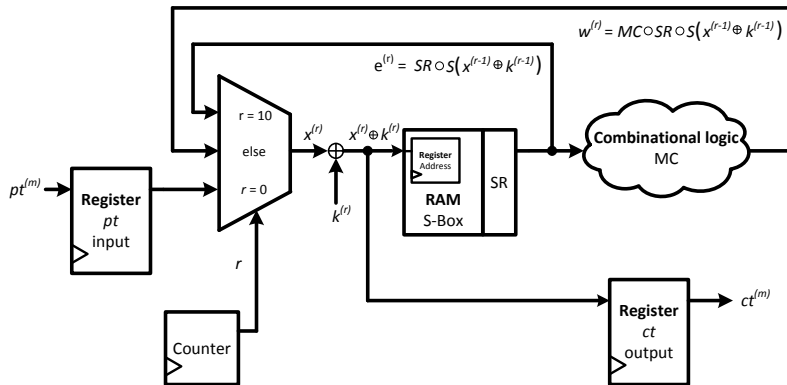 w^{(r)} = MC○SR○S(x^{(r-1)} ⊕ k^{(r-1)})
e^{(r)} = SR○S(x^{(r-1)} ⊕ k^{(r-1)})
r = 10
else
r = 0
x^{(r)}
x^{(r)} ⊕ k^{(r)}
k^{(r)}
Register
Address
RAM
S-Box
SR
Combinational logic
MC
pt^{(m)}
Register
pt
input
r
Counter
Register
ct
output
ct^{(m)}